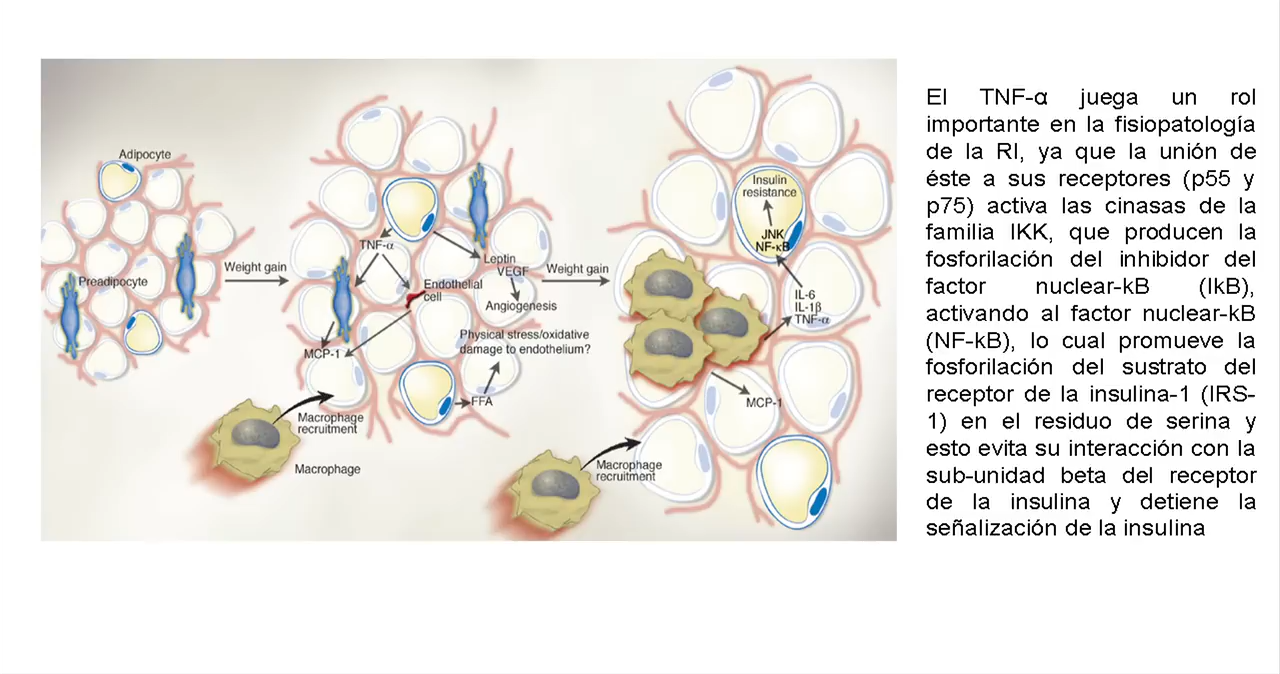 Adipocyte
Preadipocyte
Weight gain
TNF-α
Leptin
VEGF
Endothelial
cell
Angiogenesis
Physical stress/oxidative
damage to endothelium?
MCP-1
FFA
Macrophage
recruitment
Macrophage
Weight gain
Insulin
resistance
JNK
NF-κB
IL-6
IL-1β
TNF-α
MCP-1
Macrophage
recruitment
El TNF-α juega un rol
importante en la fisiopatología
de la RI, ya que la unión de
éste a sus receptores (p55 y
p75) activa las cinasas de la
familia IKK, que producen la
fosforilación del inhibidor del
factor nuclear-kB (IkB),
activando al factor nuclear-kB
(NF-kB), lo cual promueve la
fosforilación del sustrato del
receptor de la insulina-1 (IRS-
1) en el residuo de serina y
esto evita su interacción con la
sub-unidad beta del receptor
de la insulina y detiene la
señalización de la insulina